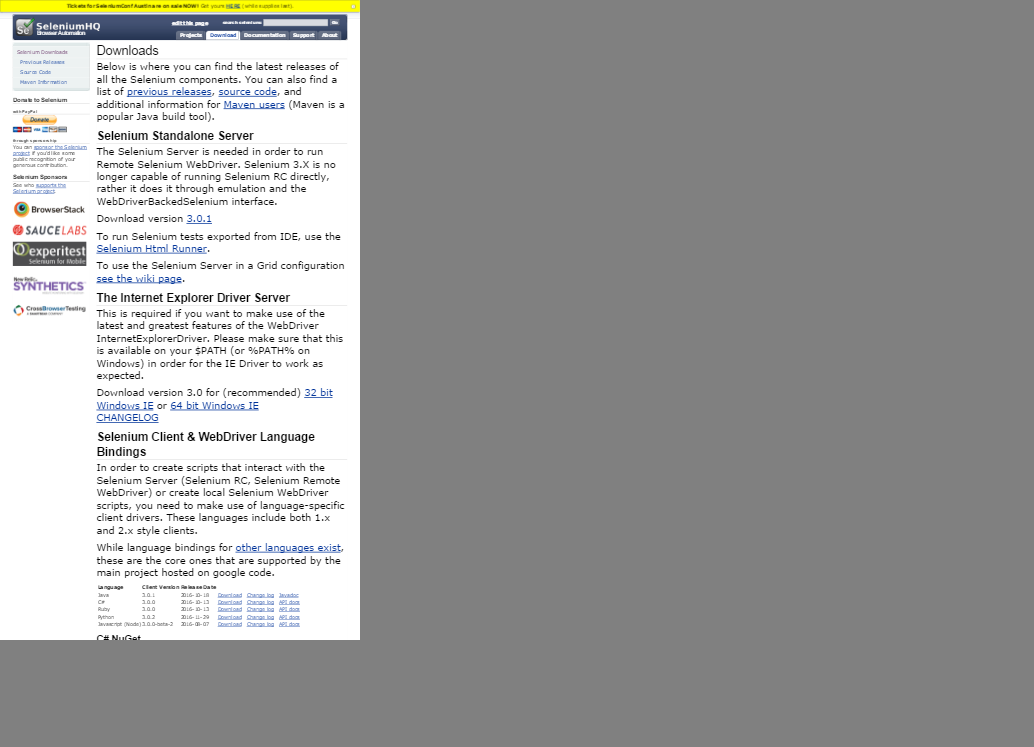 Tickets for SeleniumConf Austin are on sale NOW! Get yours HERE (while supplies last).
SeleniumHQ
Browser Automation
edit this page
search selenium:
Go
Projects
Download
Documentation
Support
About
Selenium Downloads
Previous Releases
Source Code
Maven Information
Donate to Selenium
with PayPal
Donate
through sponsorship
You can sponsor the Selenium
project if you'd like some
public recognition of your
generous contribution.
Selenium Sponsors
See who supports the
Selenium project.
BrowserStack
SAUCE LABS
experitest
Selenium for Mobile
New Relic
SYNTHETICS
CrossBrowserTesting
Downloads
Below is where you can find the latest releases of
all the Selenium components. You can also find a
list of previous releases, source code, and
additional information for Maven users (Maven is a
popular Java build tool).
Selenium Standalone Server
The Selenium Server is needed in order to run
Remote Selenium WebDriver. Selenium 3.X is no
longer capable of running Selenium RC directly,
rather it does it through emulation and the
WebDriverBackedSelenium interface.
Download version 3.0.1
To run Selenium tests exported from IDE, use the
Selenium Html Runner.
To use the Selenium Server in a Grid configuration
see the wiki page.
The Internet Explorer Driver Server
This is required if you want to make use of the
latest and greatest features of the WebDriver
InternetExplorerDriver. Please make sure that this
is available on your $PATH (or %PATH% on
Windows) in order for the IE Driver to work as
expected.
Download version 3.0 for (recommended) 32 bit
Windows IE or 64 bit Windows IE
CHANGELOG
Selenium Client & WebDriver Language
Bindings
In order to create scripts that interact with the
Selenium Server (Selenium RC, Selenium Remote
WebDriver) or create local Selenium WebDriver
scripts, you need to make use of language-specific
client drivers. These languages include both 1.x
and 2.x style clients.
While language bindings for other languages exist,
these are the core ones that are supported by the
main project hosted on google code.
Language Client Version Release Date
Java 3.0.1 2016-10-18 Download Change log Javadoc
C# 3.0.0 2016-10-13 Download Change log API docs
Ruby 3.0.0 2016-10-13 Download Change log API docs
Python 3.0.2 2016-11-29 Download Change log API docs
Javascript (Node) 3.0.0-beta-2 2016-08-07 Download Change log API docs
C# NuGet